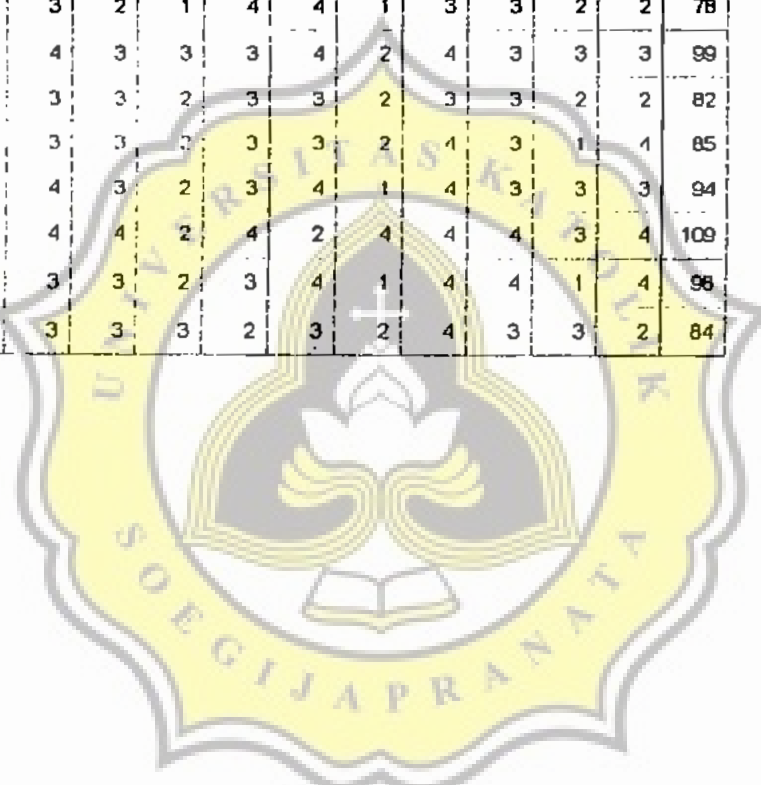 3 2 1 4 4 1 3 3 2 2 78
4 3 3 3 4 2 4 3 3 3 99
3 3 2 3 3 2 3 3 2 2 82
3 3 3 3 2 4 3 1 4 85
4 3 2 3 4 1 4 3 3 3 94
4 4 2 4 2 4 4 4 3 4 109
3 3 2 3 4 1 4 4 1 4
3 3 3 2 3 2 4 3 3 2 84
UNIVERSITAS KATOLIK
SOEGIJAPRANATA